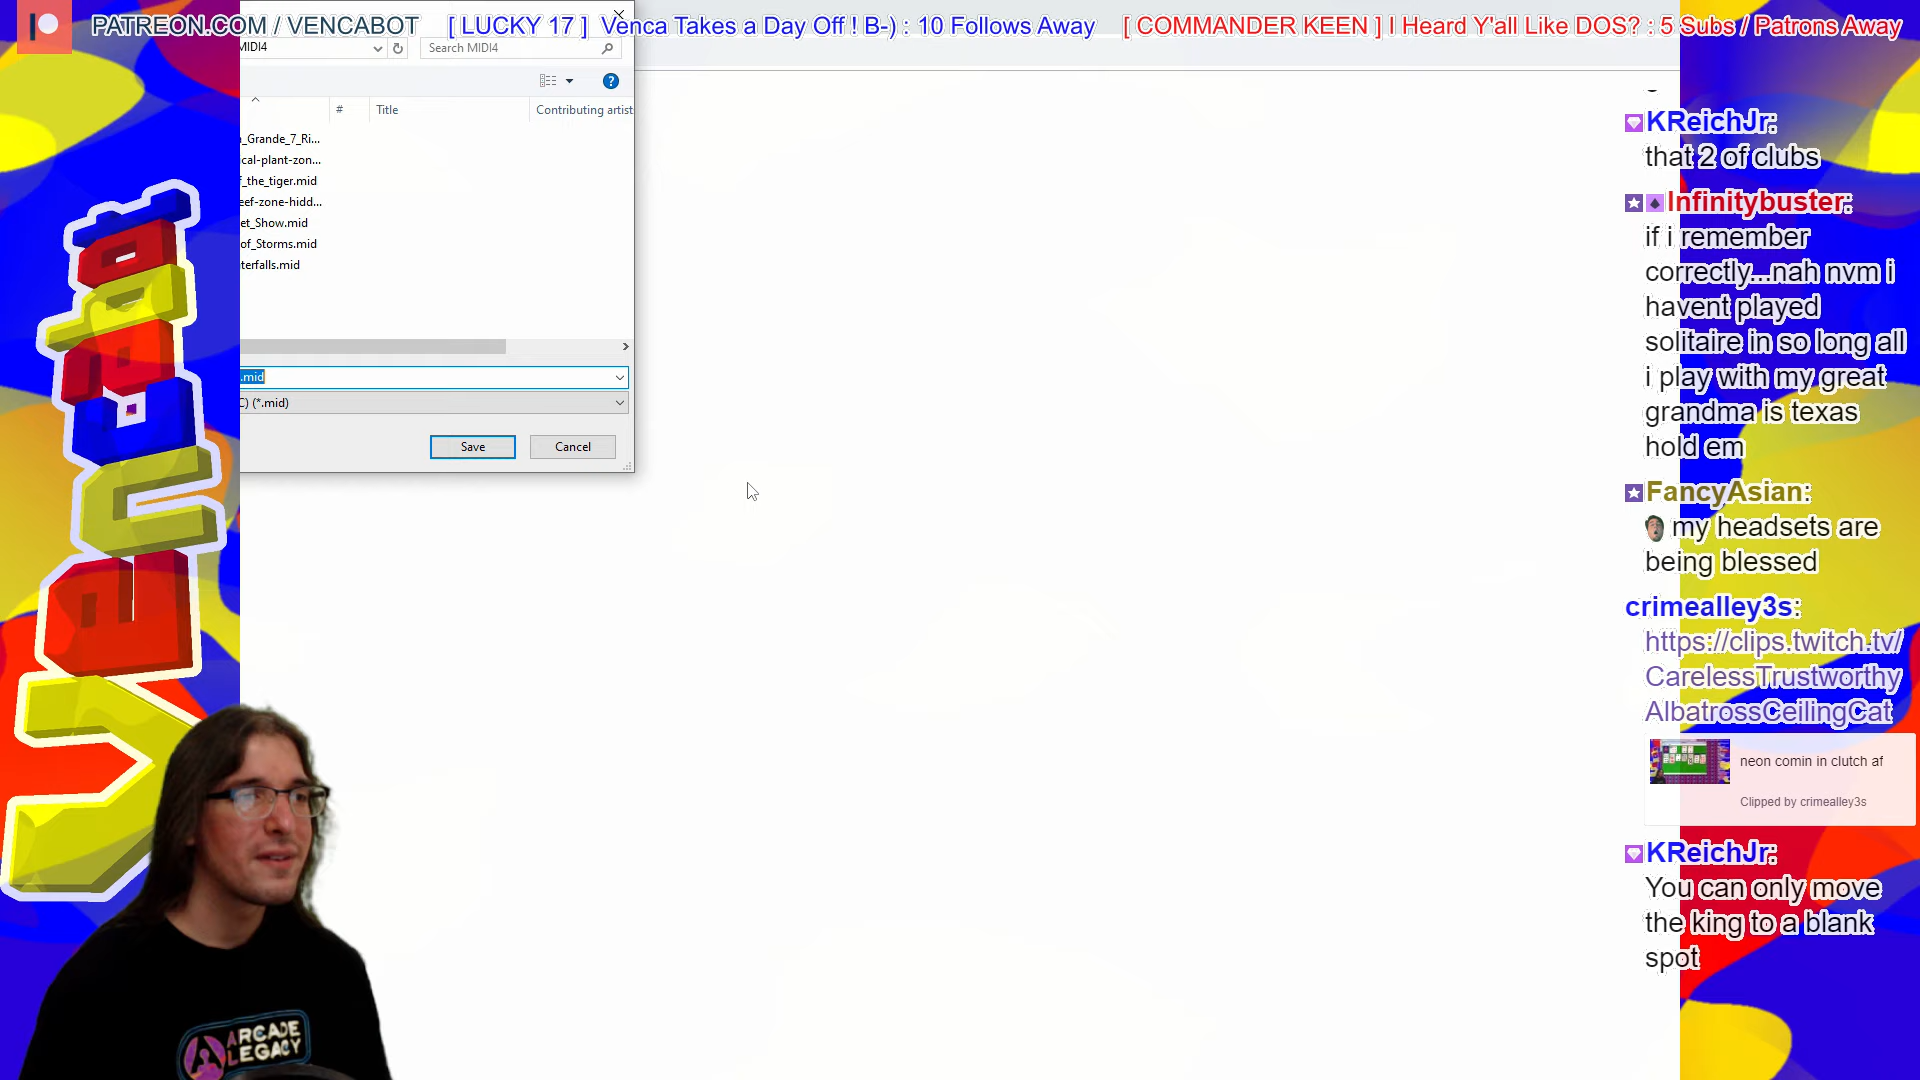 PATREON.COM / VENCABOT [ LUCKY 17 ] Venca Takes a Day Off ! B-) : 10 Follows Away [ COMMANDER KEEN ] I Heard Y'all Like DOS? : 5 Subs / Patrons Away
MIDI4
Search MIDI4
# Title Contributing artist
_Grande_7_Ri...
cal-plant-zon...
f_the_tiger.mid
eef-zone-hidd...
et_Show.mid
of_Storms.mid
terfalls.mid
.mid
C) (*.mid)
Save Cancel
Vencabot
ARCADE
LEGACY
KReichJr:
that 2 of clubs
Infinitybuster:
if i remember
correctly...nah nvm i
havent played
solitaire in so long all
i play with my great
grandma is texas
hold em
FancyAsian:
my headsets are
being blessed
crimealley3s:
https://clips.twitch.tv/
CarelessTrustworthy
AlbatrossCeilingCat
neon comin in clutch af
Clipped by crimealley3s
KReichJr:
You can only move
the king to a blank
spot